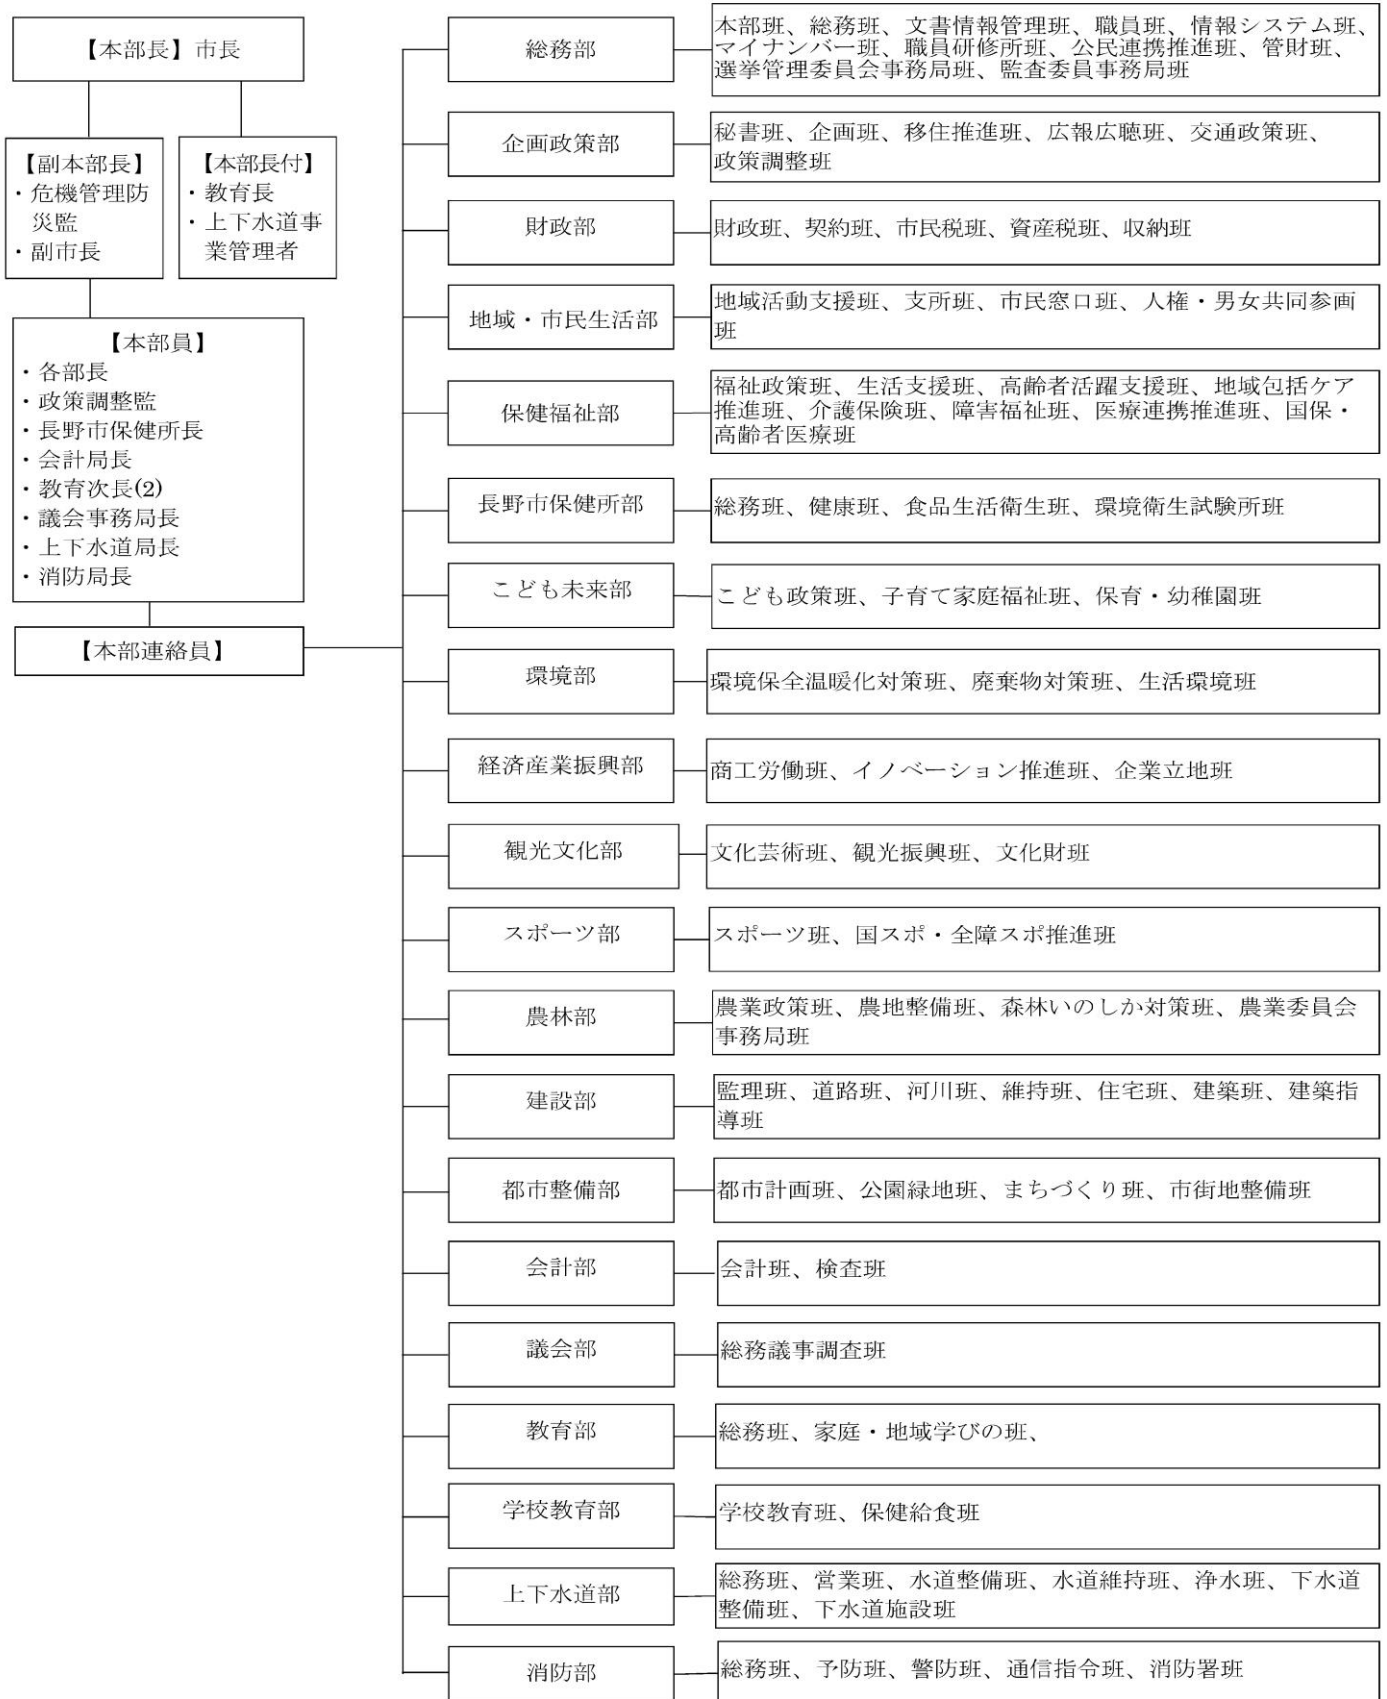 【本部長】市長
【副本部長】
・危機管理防
災監
・副市長
【本部長付】
・教育長
・上下水道事
業管理者
【本部員】
・各部長
・政策調整監
・長野市保健所長
・会計局長
・教育次長(2)
・議会事務局長
・上下水道局長
・消防局長
【本部連絡員】
総務部
本部班、総務班、文書情報管理班、職員班、情報システム班、
マイナンバー班、職員研修所班、公民連携推進班、管財班、
選挙管理委員会事務局班、監査委員事務局班
企画政策部
秘書班、企画班、移住推進班、広報広聴班、交通政策班、
政策調整班
財政部
財政班、契約班、市民税班、資産税班、収納班
地域・市民生活部
地域活動支援班、支所班、市民窓口班、人権・男女共同参画
班
保健福祉部
福祉政策班、生活支援班、高齢者活躍支援班、地域包括ケア
推進班、介護保険班、障害福祉班、医療連携推進班、国保・
高齢者医療班
長野市保健所部
総務班、健康班、食品生活衛生班、環境衛生試験所班
こども未来部
こども政策班、子育て家庭福祉班、保育・幼稚園班
環境部
環境保全温暖化対策班、廃棄物対策班、生活環境班
経済産業振興部
商工労働班、イノベーション推進班、企業立地班
観光文化部
文化芸術班、観光振興班、文化財班
スポーツ部
スポーツ班、国スポ・全障スポ推進班
農林部
農業政策班、農地整備班、森林いのしか対策班、農業委員会
事務局班
建設部
監理班、道路班、河川班、維持班、住宅班、建築班、建築指
導班
都市整備部
都市計画班、公園緑地班、まちづくり班、市街地整備班
会計部
会計班、検査班
議会部
総務議事調査班
教育部
総務班、家庭・地域学びの班、
学校教育部
学校教育班、保健給食班
上下水道部
総務班、営業班、水道整備班、水道維持班、浄水班、下水道
整備班、下水道施設班
消防部
総務班、予防班、警防班、通信指令班、消防署班